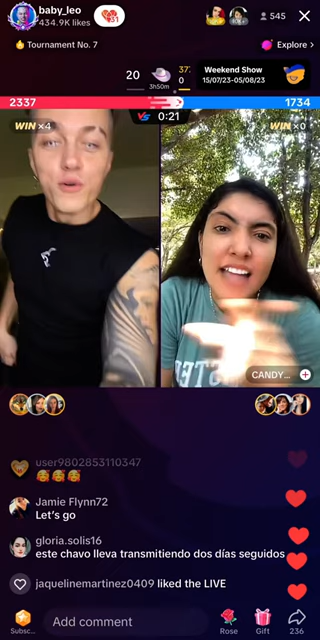 baby_leo
434.9K likes
31
545
Tournament No. 7
Explore >
20
3h50m
37:
0
Weekend Show
15/07/23-05/08/23
2337
1734
WIN ×4
VS 0:21
WIN ×0
CANDY...
user9802853110347
🥰🥰🥰
Jamie Flynn72
Let's go
gloria.solis16
este chavo lleva transmitiendo dos días seguidos
jaquelinemartinez0409 liked the LIVE
Subsc...
Add comment
Rose
Gift
236